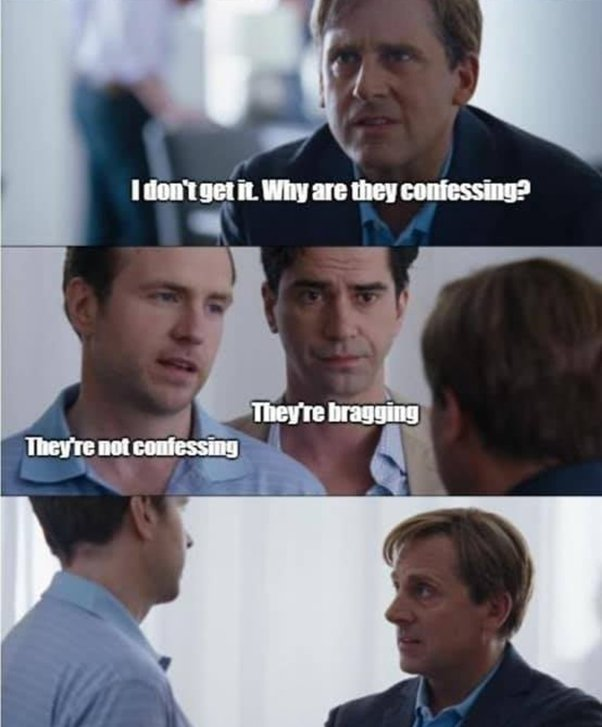 I don't get it. Why are they confessing?
They're bragging
They're not confessing